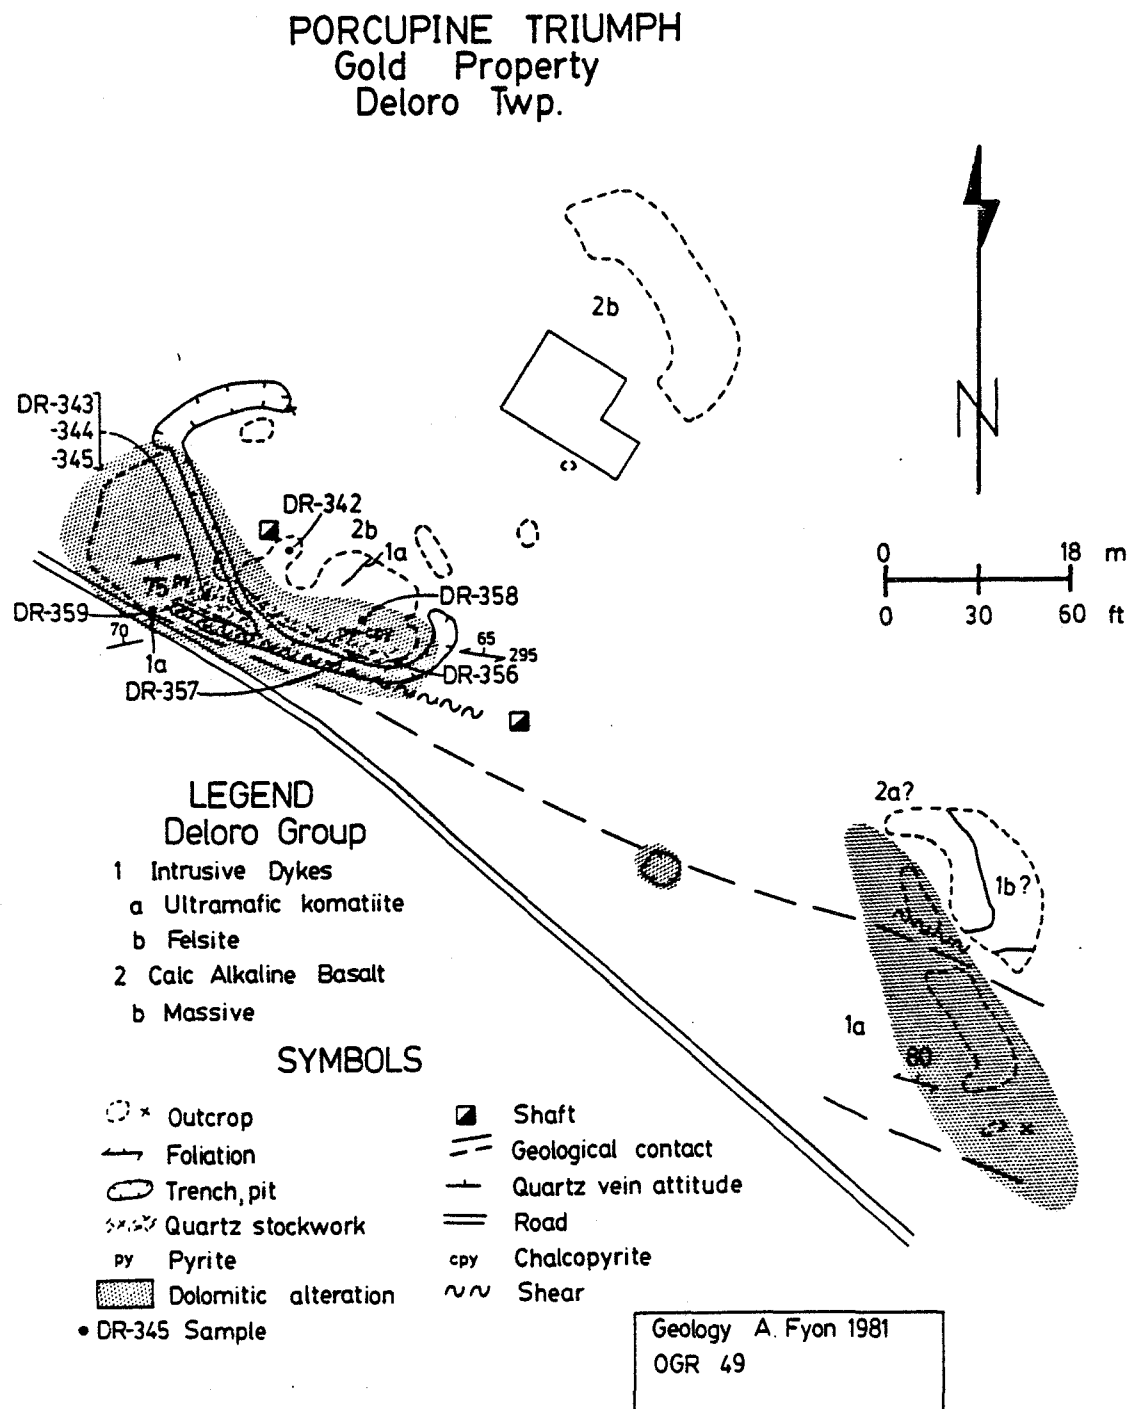 PORCUPINE TRIUMPH
Gold Property
Deloro Twp.
2b
N
DR-343
-344
-345
DR-342
2b
1a
0 18 m
0 30 60 ft
75
py
DR-358
DR-359
py cpy
70
65
295
1a
DR-356
DR-357
2a?
1b?
1a
80
LEGEND
Deloro Group
1 Intrusive Dykes
a Ultramafic komatiite
b Felsite
2 Calc Alkaline Basalt
b Massive
SYMBOLS
x Outcrop
Foliation
Trench, pit
Quartz stockwork
py Pyrite
Dolomitic alteration
DR-345 Sample
Shaft
Geological contact
Quartz vein attitude
Road
cpy Chalcopyrite
Shear
Geology A. Fyon 1981
OGR 49